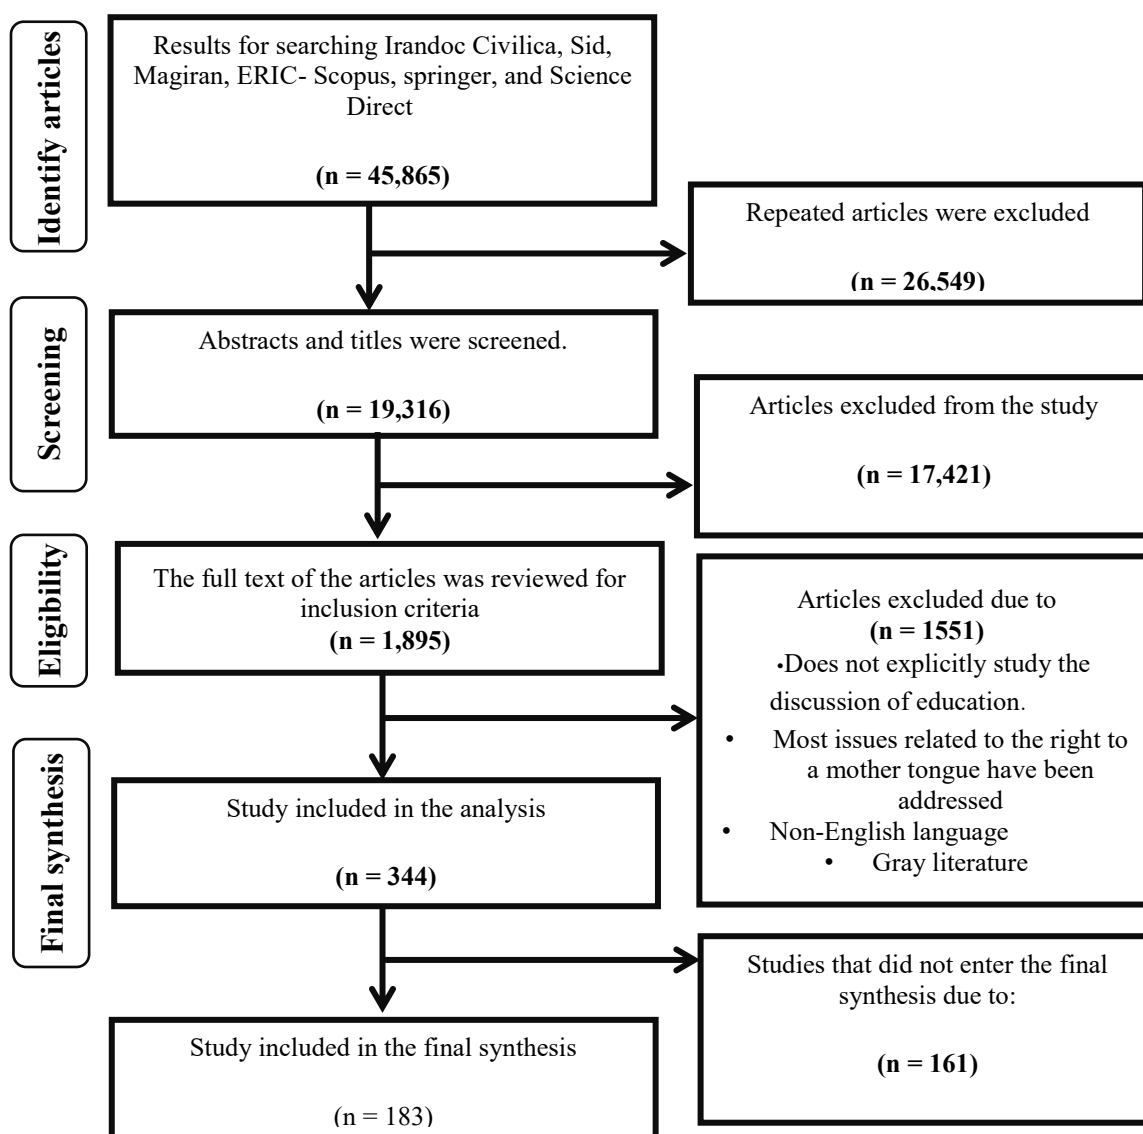 Identify articles
Results for searching Irandoc Civilica, Sid,
Magiran, ERIC- Scopus, springer, and Science
Direct
(n = 45,865)
Repeated articles were excluded
(n = 26,549)
Screening
Abstracts and titles were screened.
(n = 19,316)
Articles excluded from the study
(n = 17,421)
Eligibility
The full text of the articles was reviewed for
inclusion criteria
(n = 1,895)
Articles excluded due to
(n = 1551)
•Does not explicitly study the
discussion of education.
• Most issues related to the right to
a mother tongue have been
addressed
• Non-English language
• Gray literature
Final synthesis
Study included in the analysis
(n = 344)
Studies that did not enter the final
synthesis due to:
(n = 161)
Study included in the final synthesis
(n = 183)